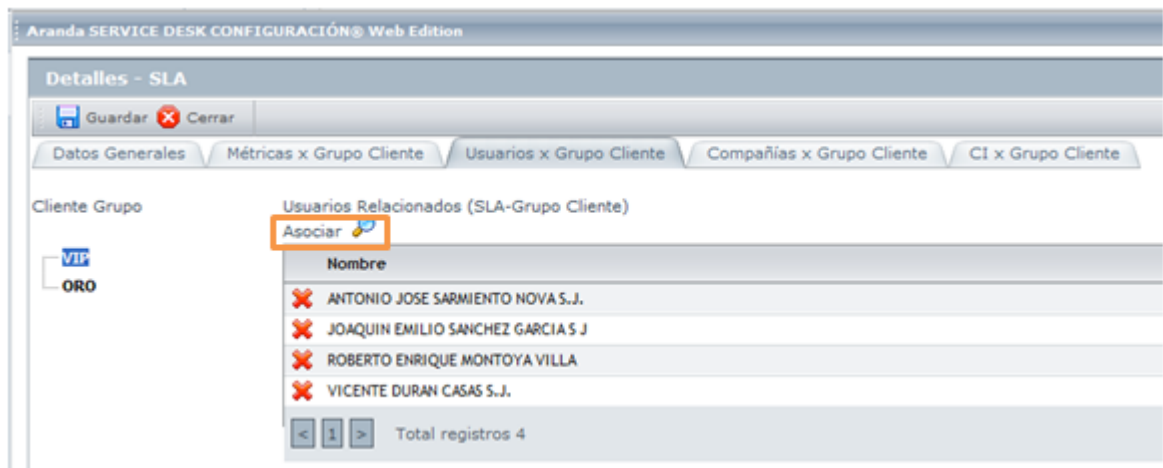 Aranda SERVICE DESK CONFIGURACIÓN® Web Edition
Detalles - SLA
Guardar Cerrar
Datos Generales Métricas x Grupo Cliente Usuarios x Grupo Cliente Compañías x Grupo Cliente CI x Grupo Cliente
Cliente Grupo
VIP
ORO
Usuarios Relacionados (SLA-Grupo Cliente)
Asociar
Nombre
ANTONIO JOSE SARMIENTO NOVA S.J.
JOAQUIN EMILIO SANCHEZ GARCIA S J
ROBERTO ENRIQUE MONTOYA VILLA
VICENTE DURAN CASAS S.J.
< 1 > Total registros 4